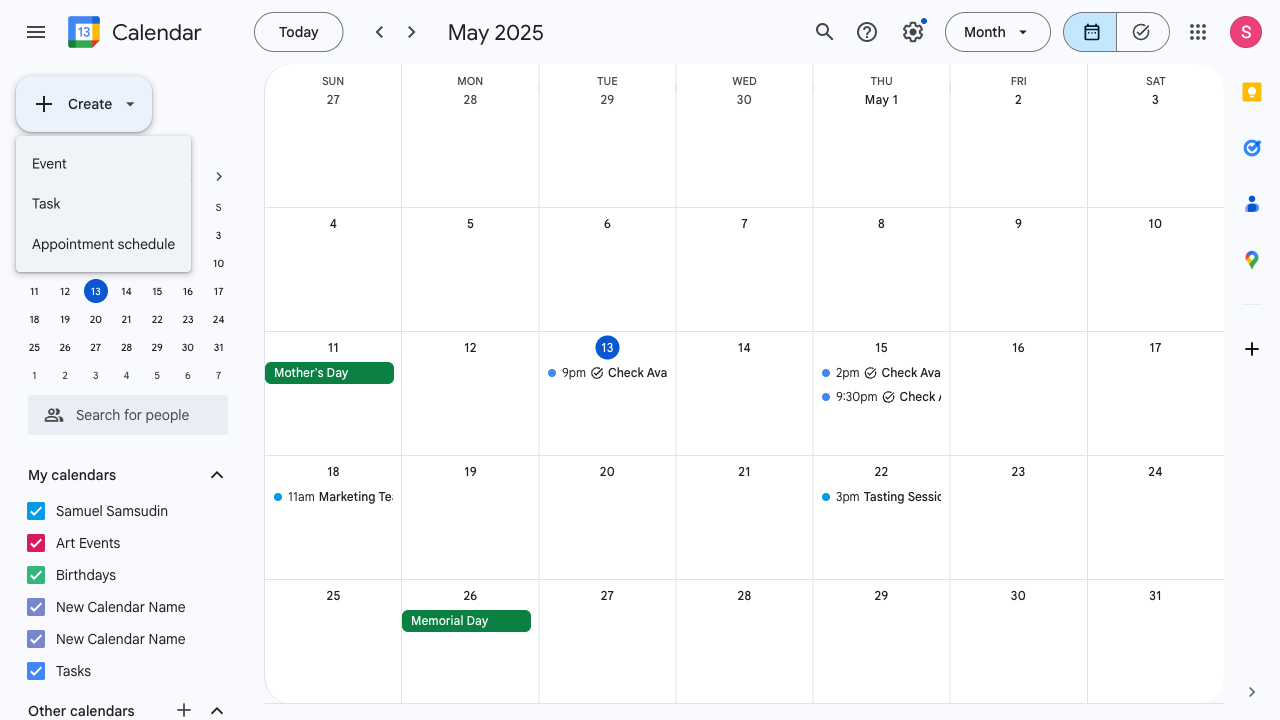 13 Calendar
Today
May 2025
Month
S
Create
Event
Task
Appointment schedule
S
3
10
11 12 13 14 15 16 17
18 19 20 21 22 23 24
25 26 27 28 29 30 31
1 2 3 4 5 6 7
Search for people
My calendars
Samuel Samsudin
Art Events
Birthdays
New Calendar Name
New Calendar Name
Tasks
Other calendars
SUN MON TUE WED THU FRI SAT
27 28 29 30 May 1 2 3
4 5 6 7 8 9 10
11 12 13 14 15 16 17
Mother's Day
9pm Check Ava
2pm Check Ava
9:30pm Check
18 19 20 21 22 23 24
11am Marketing Te
3pm Tasting Sessio
25 26 27 28 29 30 31
Memorial Day